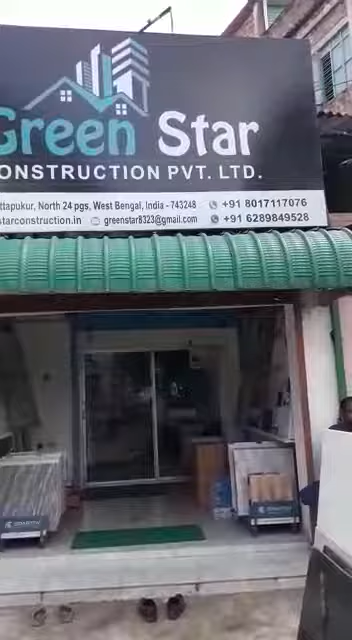 Green Star
ONSTRUCTION PVT. LTD.
ttapukur, North 24 pgs, West Bengal, India - 743248
+91 8017117076
starconstruction.in
greenstar8323@gmail.com
+91 6289849528